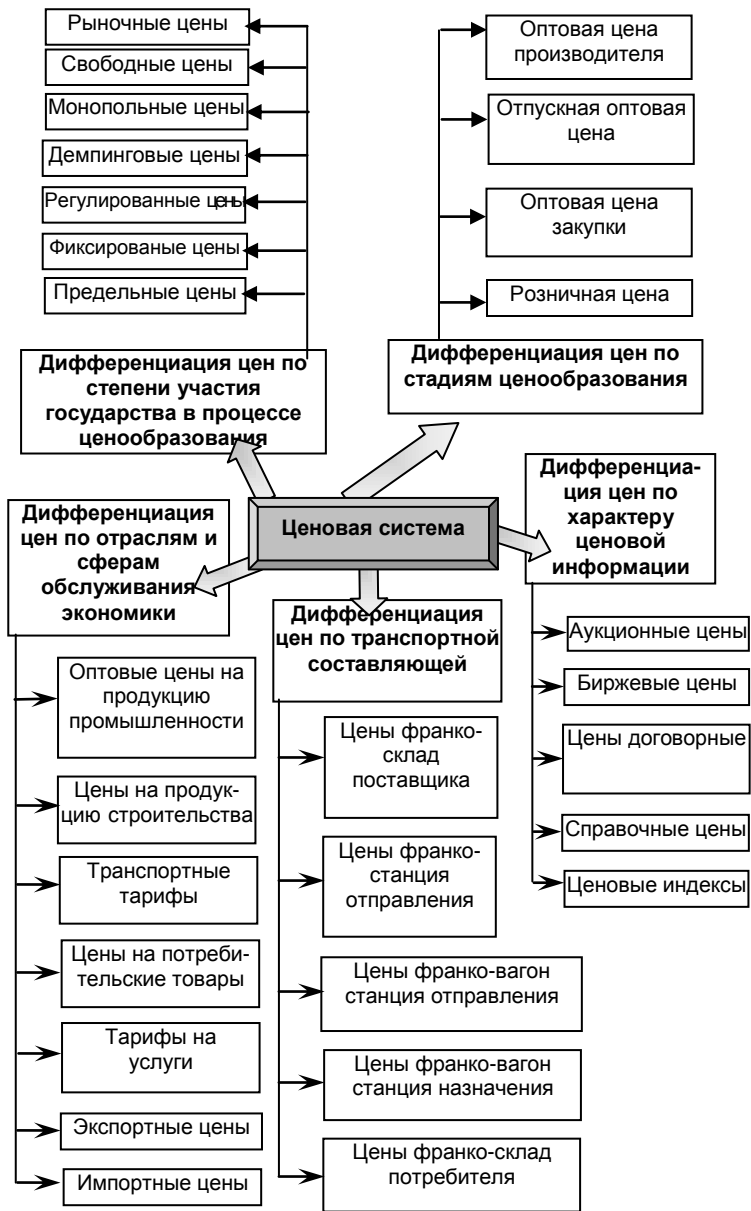 Рыночные цены
Свободные цены
Монопольные цены
Демпинговые цены
Регулированные цены
Фиксированые цены
Предельные цены
Дифференциация цен по
степени участия
государства в процессе
ценообразования
Оптовая цена
производителя
Отпускная оптовая
цена
Оптовая цена
закупки
Розничная цена
Дифференциация цен по
стадиям ценообразования
Ценовая система
Дифференциация
цен по отраслям и
сферам
обслуживания
экономики
Оптовые цены на
продукцию
промышленности
Цены на продук-
цию строительства
Транспортные
тарифы
Цены на потреби-
тельские товары
Тарифы на
услуги
Экспортные цены
Импортные цены
Дифференциация
цен по транспортной
составляющей
Цены франко-
склад
поставщика
Цены франко-
станция
отправления
Цены франко-вагон
станция отправления
Цены франко-вагон
станция назначения
Цены франко-склад
потребителя
Дифференциа-
ация цен по
характеру
ценовой
информации
Аукционные цены
Биржевые цены
Цены договорные
Справочные цены
Ценовые индексы